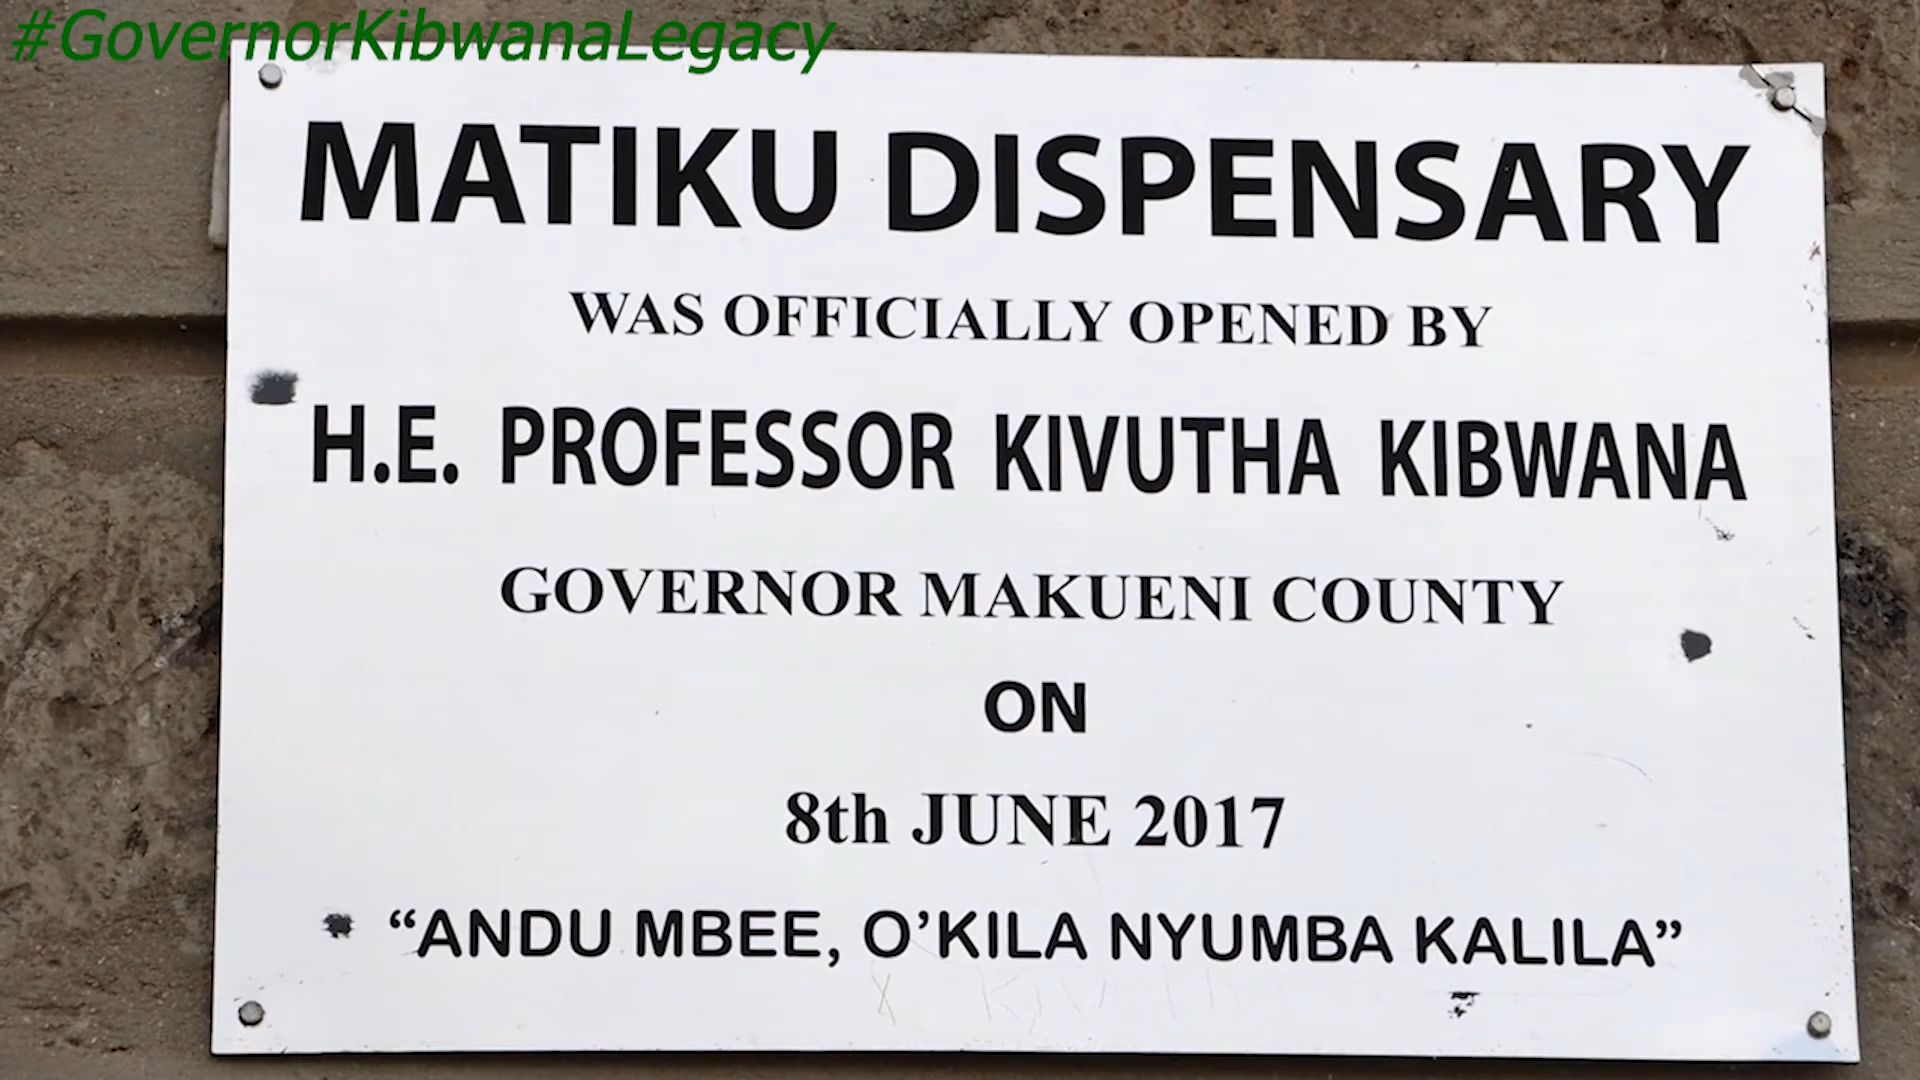 #GovernorKibwanaLegacy
MATIKU DISPENSARY
WAS OFFICIALLY OPENED BY
H.E. PROFESSOR KIVUTHA KIBWANA
GOVERNOR MAKUENI COUNTY
ON
8th JUNE 2017
“ANDU MBEE, O’KILA NYUMBA KALILA”